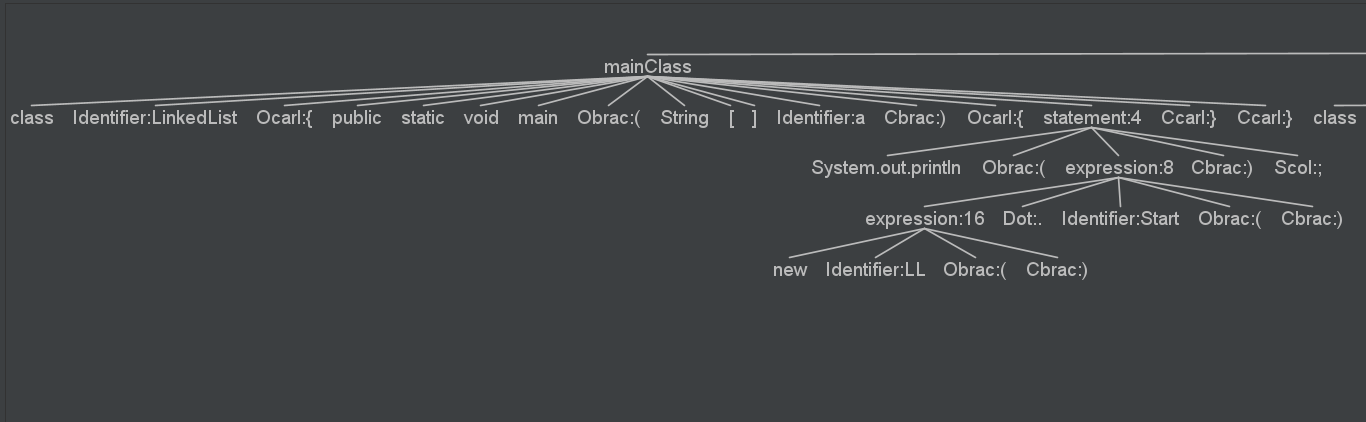 mainClass
class Identifier:LinkedList Ocarl:{ public static void main Obrac:( String [ ] Identifier:a Cbrac:) Ocarl:{ statement:4 Ccarl:} Ccarl:} class
System.out.println Obrac:( expression:8 Cbrac:) Scol:;
expression:16 Dot:. Identifier:Start Obrac:( Cbrac:)
new Identifier:LL Obrac:( Cbrac:)